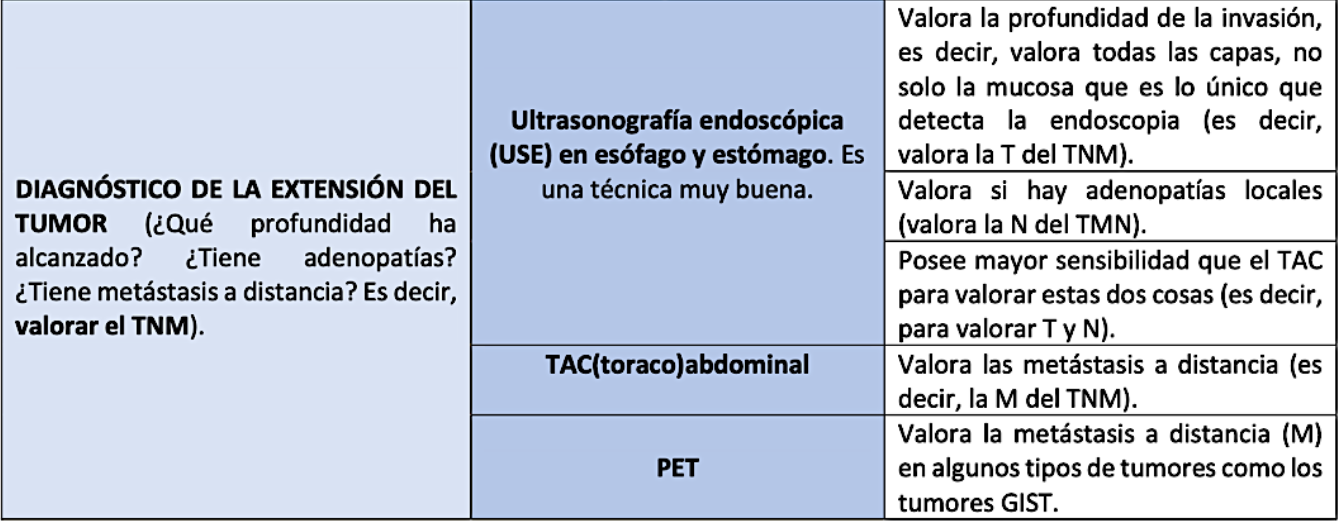 DIAGNÓSTICO DE LA EXTENSIÓN DEL
TUMOR (¿Qué profundidad ha
alcanzado? ¿Tiene adenopatías?
¿Tiene metástasis a distancia? Es decir,
valorar el TNM).
Ultrasonografía endoscópica
(USE) en esófago y estómago. Es
una técnica muy buena.
Valora la profundidad de la invasión,
es decir, valora todas las capas, no
solo la mucosa que es lo único que
detecta la endoscopia (es decir,
valora la T del TNM).
Valora si hay adenopatías locales
(valora la N del TMN).
Posee mayor sensibilidad que el TAC
para valorar estas dos cosas (es decir,
para valorar T y N).
TAC(toraco)abdominal
Valora las metástasis a distancia (es
decir, la M del TNM).
PET
Valora la metástasis a distancia (M)
en algunos tipos de tumores como los
tumores GIST.